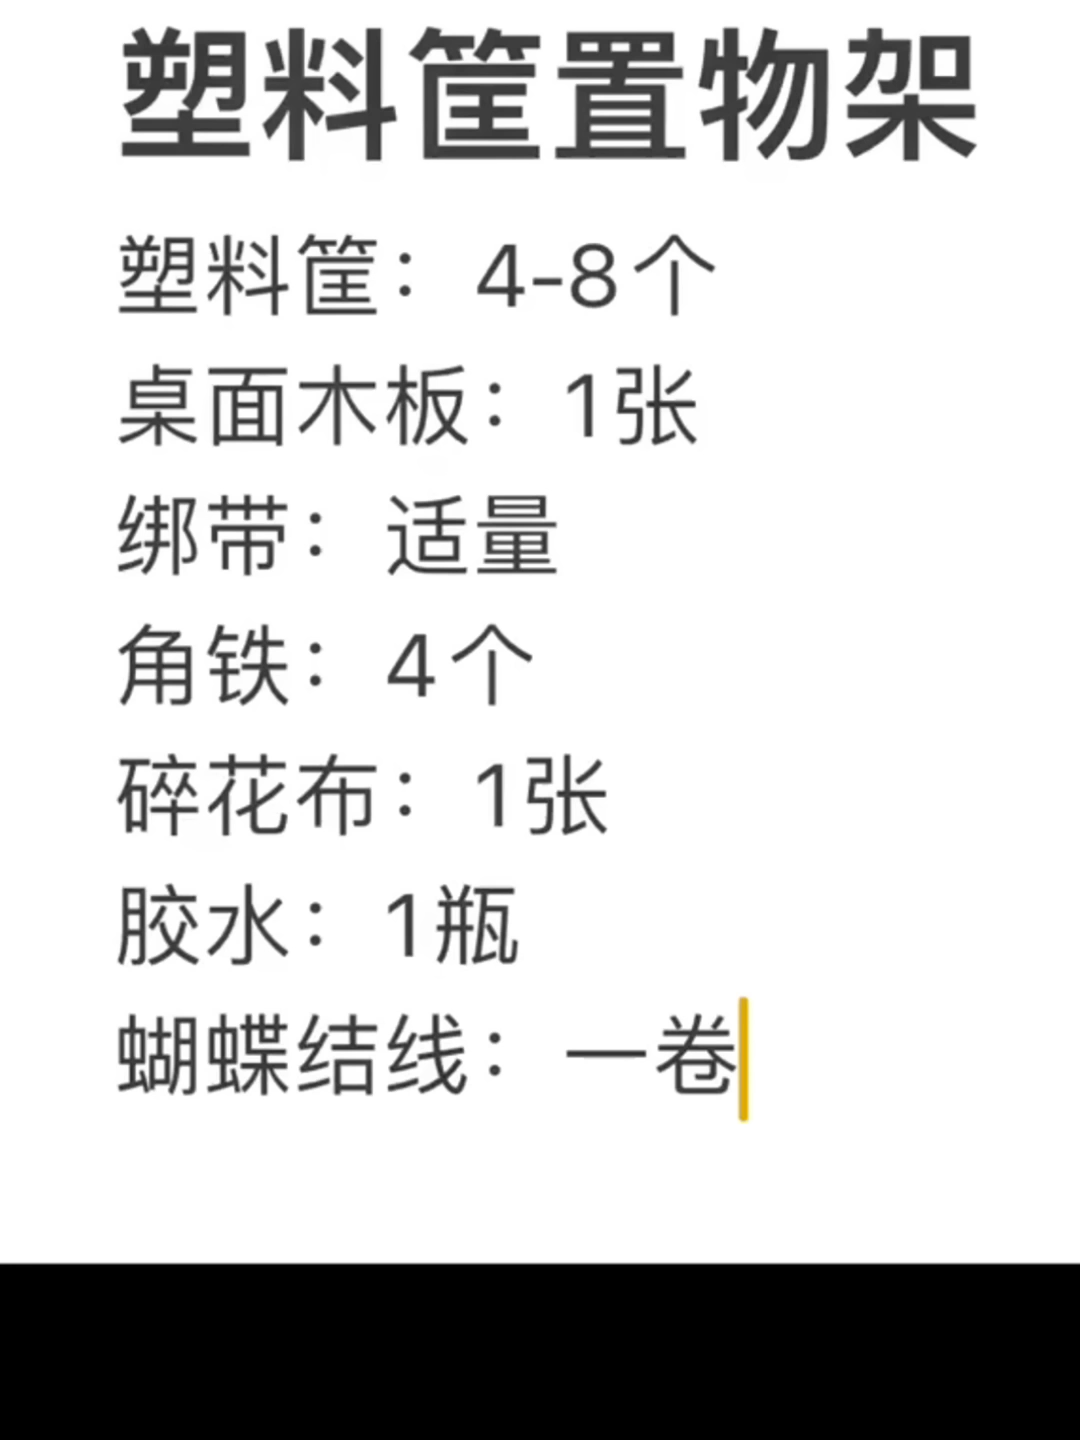 塑料筐置物架
塑料筐：4-8个
桌面木板：1张
绑带：适量
角铁：4个
碎花布：1张
胶水：1瓶
蝴蝶结线：一卷